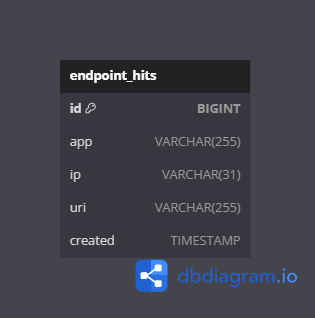 endpoint_hits
id BIGINT
app VARCHAR(255)
ip VARCHAR(31)
uri VARCHAR(255)
created TIMESTAMP
dbdiagram.io